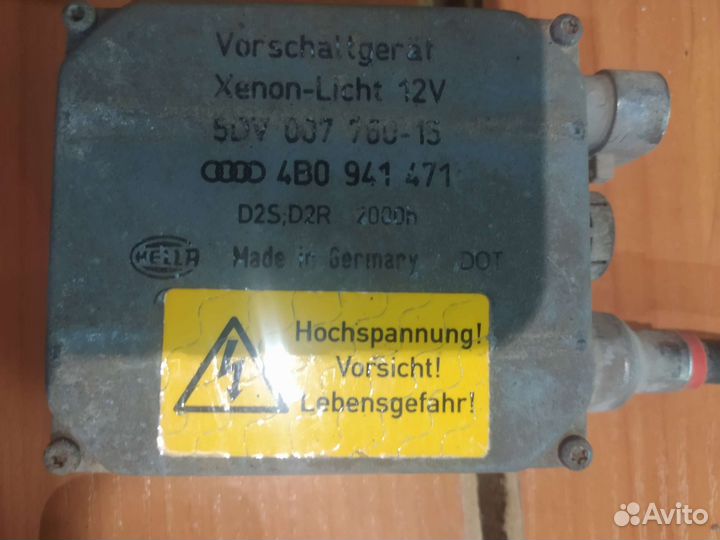 Vorschaltgerät
Xenon-Licht 12V
5DV 007 760-15
4B0 941 471
D2S,D2R 2000h
HELLA
Made in Germany DOT
Hochspannung!
Vorsicht!
Lebensgefahr!
Avito